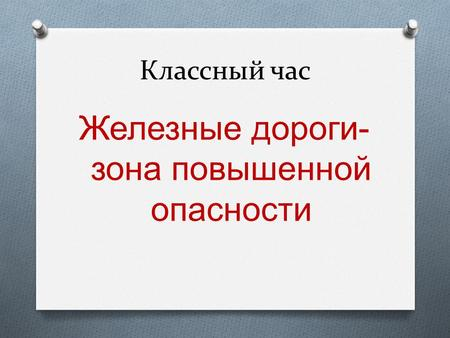 Классный час
Железные дороги-
зона повышенной
опасности